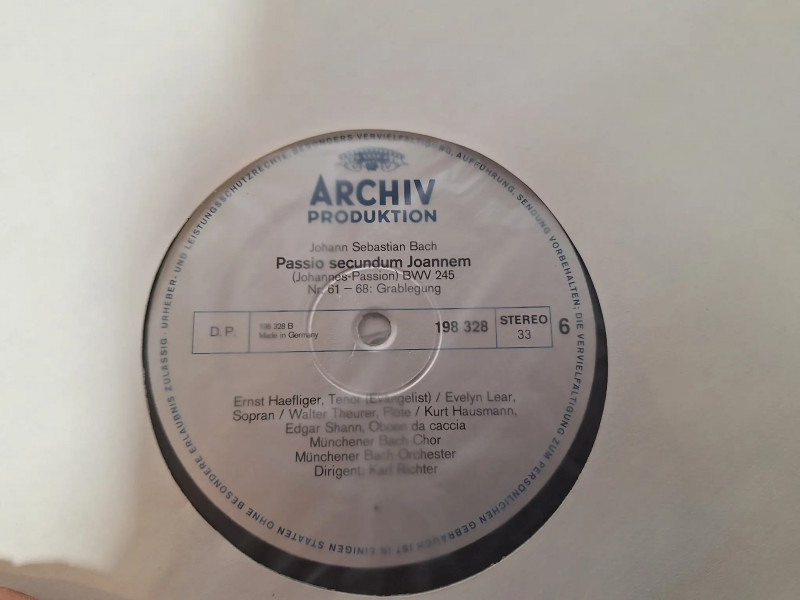 URHEBER- UND LEISTUNGSSCHUTZRECHTE, BESONDERS VERVIELFÄLTIGUNG, AUFFÜHRUNG, SENDUNG VORBEHALTEN; DIE VERVIELFÄLTIGUNG ZUM PERSÖNLICHEN GEBRAUCH IST IN EINIGEN STAATEN OHNE BESONDERE ERLAUBNIS ZULÄSSIG ·
ARCHIV
PRODUKTION
Johann Sebastian Bach
Passio secundum Joannem
(Johannes-Passion) BWV 245
Nr. 61 – 68: Grablegung
D. P.
198 328 B
Made in Germany
198 328
STEREO
33
6
Ernst Haefliger, Tenor (Evangelist) / Evelyn Lear,
Sopran / Walter Theurer, Flöte / Kurt Hausmann,
Edgar Shann, Oboen da caccia
Münchener Bach-Chor
Münchener Bach-Orchester
Dirigent: Karl Richter